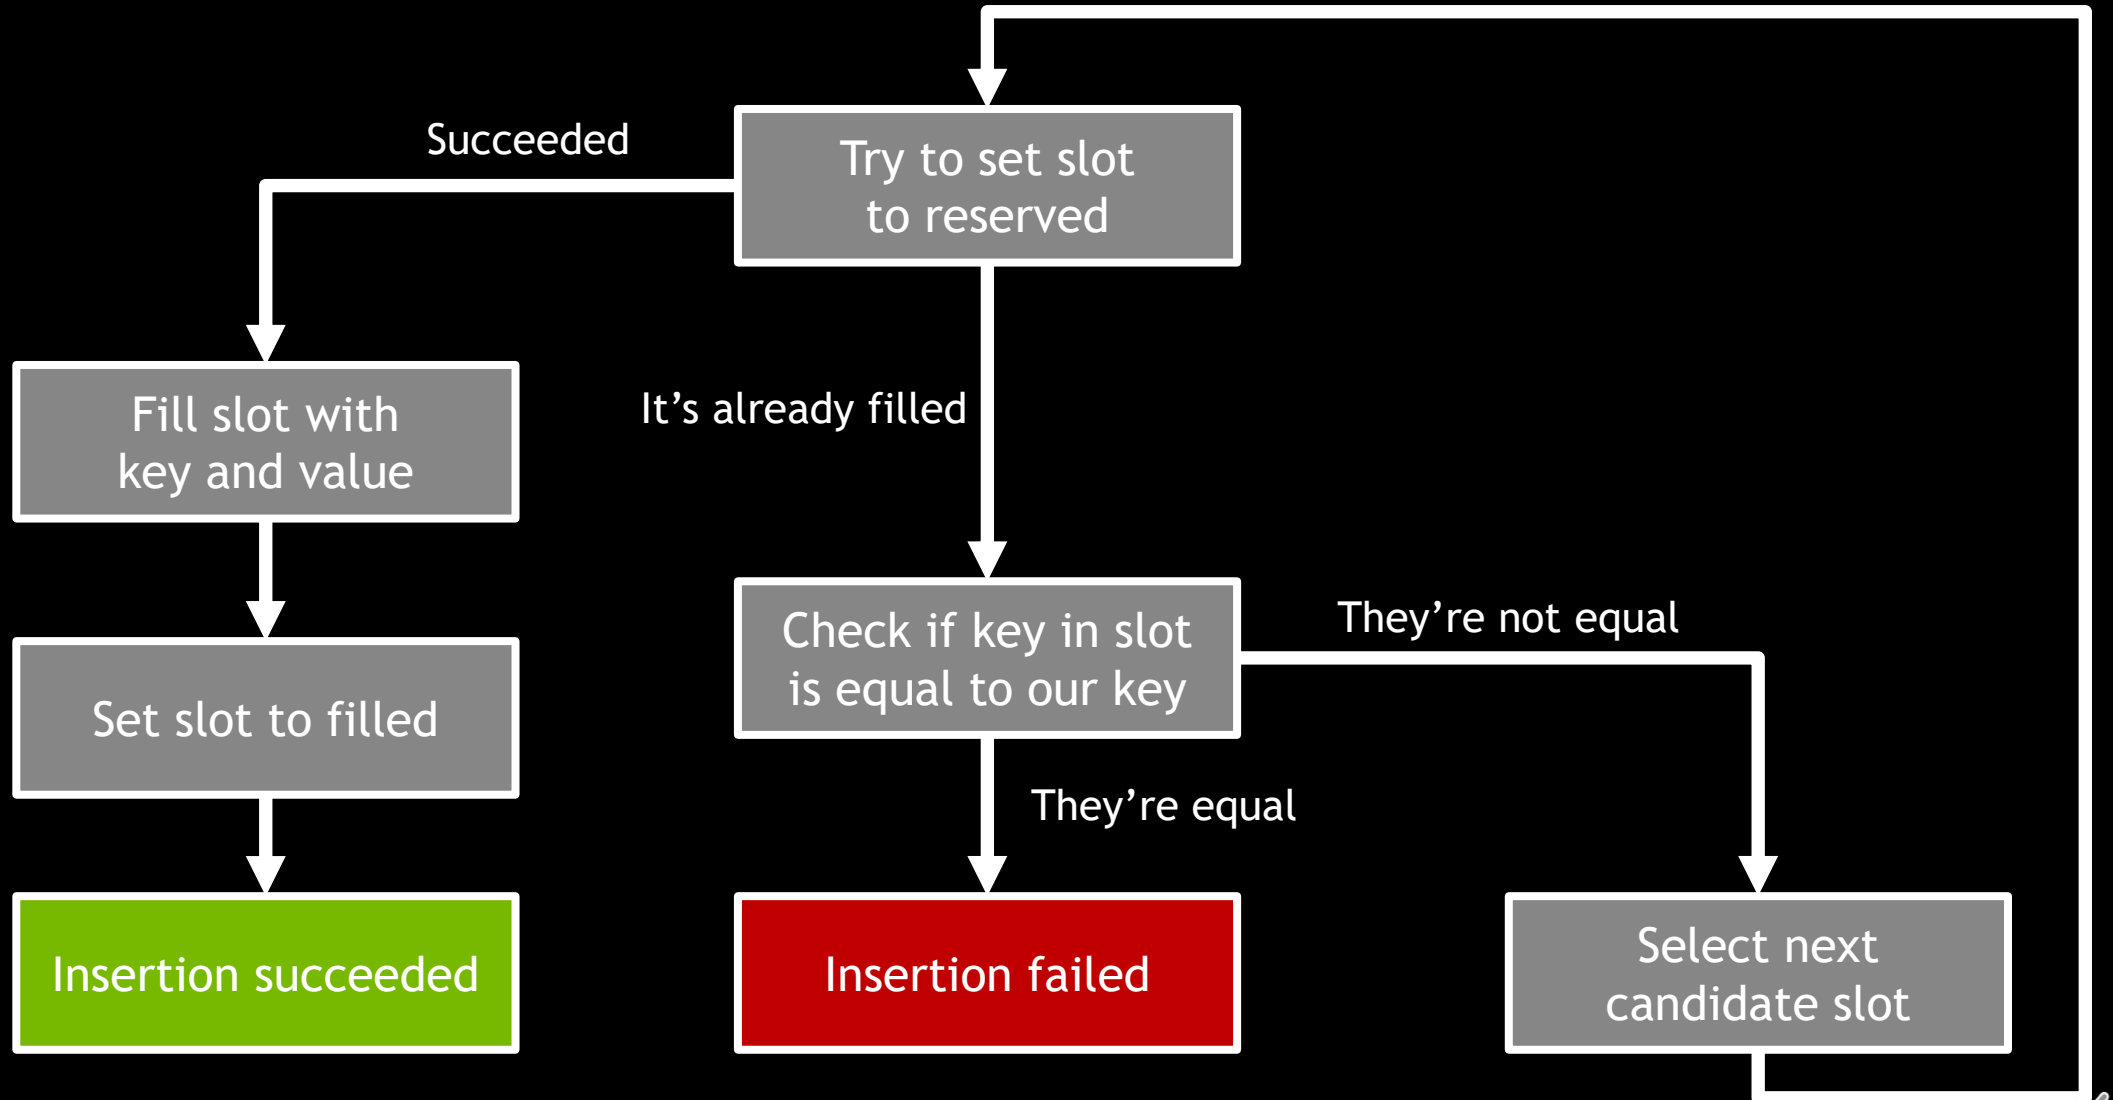 Succeeded
Try to set slot
to reserved
Fill slot with
key and value
It’s already filled
Check if key in slot
is equal to our key
They’re not equal
Set slot to filled
They’re equal
Insertion succeeded
Insertion failed
Select next
candidate slot